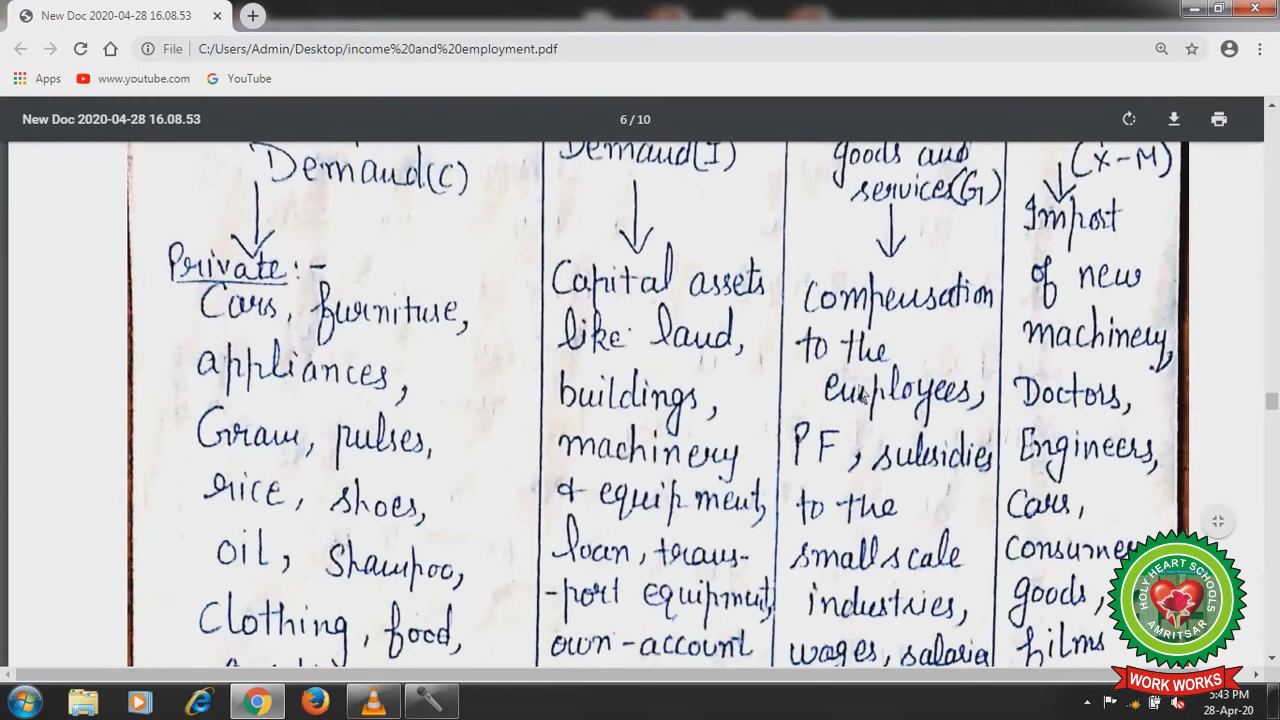 New Doc 2020-04-28 16.08.53
File
C:/Users/Admin/Desktop/income%20and%20employment.pdf
Apps
www.youtube.com
YouTube
New Doc 2020-04-28 16.08.53
6 / 10
Demand(C)
Private:-
Cars, furniture,
appliances,
Gram, pulses,
rice, shoes,
oil, shampoo,
Clothing, food,
Demand(I)
Capital assets
like land,
buildings,
machinery
& equipment,
loan, trans-
-port equipment,
own-account
goods and
services(G)
Compensation
to the
employees,
PF, subsidies
to the
small scale
industries,
wages, salaries
(X-M)
Import
of new
machinery,
Doctors,
Engineers,
Cars,
consumer
goods,
films
HOLY HEART SCHOOLS
AMRITSAR
WORK WORKS
5:43 PM
28-Apr-20